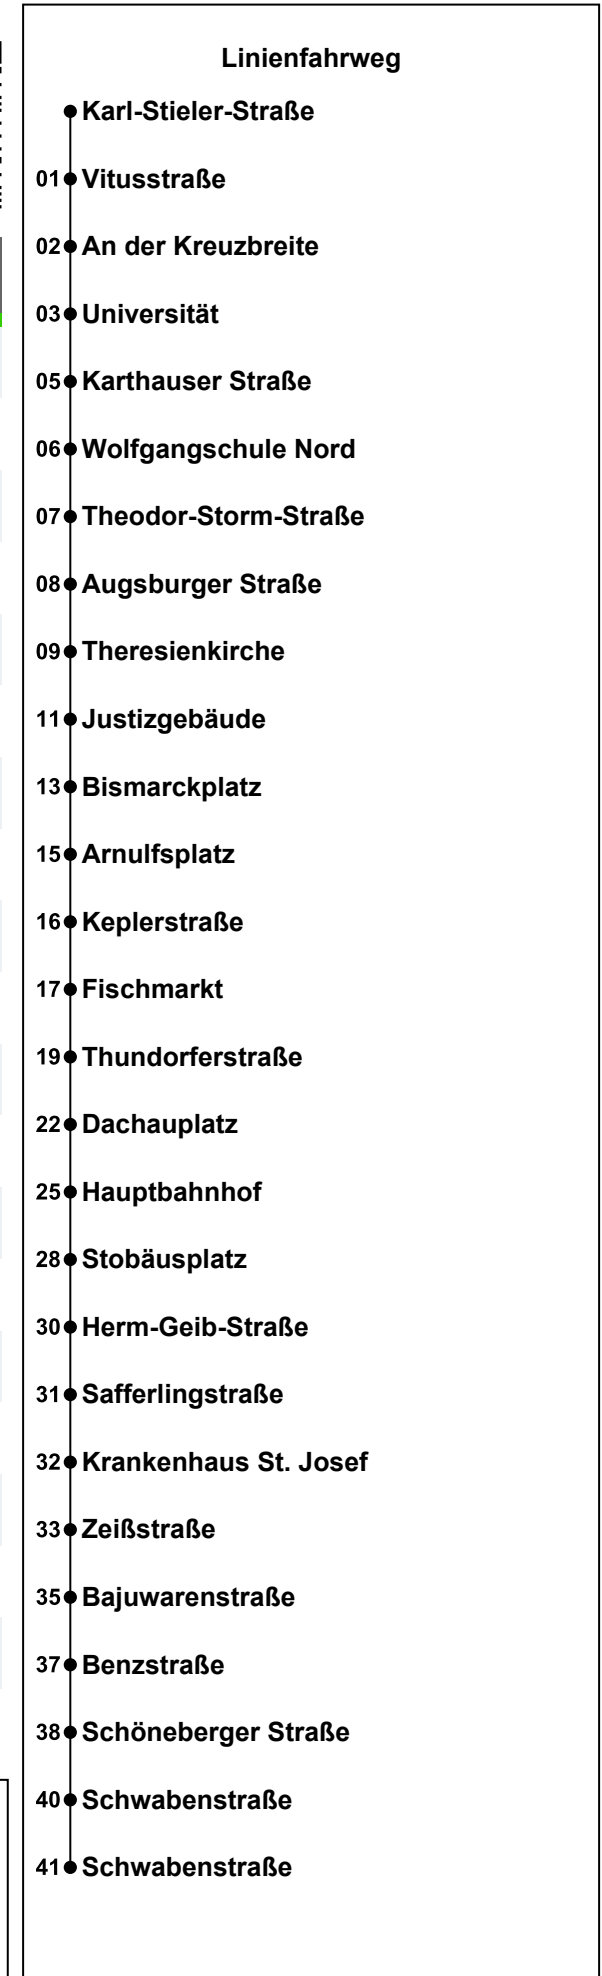 Linienfahrweg
Karl-Stieler-Straße
01 Vitusstraße
02 An der Kreuzbreite
03 Universität
05 Karthauser Straße
06 Wolfgangschule Nord
07 Theodor-Storm-Straße
08 Augsburger Straße
09 Theresienkirche
11 Justizgebäude
13 Bismarckplatz
15 Arnulfsplatz
16 Keplerstraße
17 Fischmarkt
19 Thundorferstraße
22 Dachauplatz
25 Hauptbahnhof
28 Stobäusplatz
30 Herm-Geib-Straße
31 Safferlingstraße
32 Krankenhaus St. Josef
33 Zeißstraße
35 Bajuwarenstraße
37 Benzstraße
38 Schöneberger Straße
40 Schwabenstraße
41 Schwabenstraße